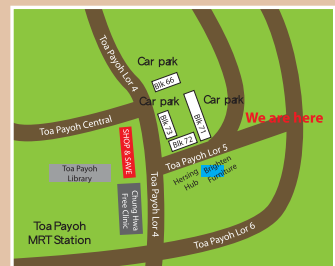 Toa Payoh Lor 4
Car park
Blk 66
Car park
Car park
Blk 73
Blk 71
Blk 72
We are here
Toa Payoh Central
SHOP & SAVE
Toa Payoh Lor 5
Toa Payoh
Library
Hersing
Hub
Brighten
Furniture
Chung Hwa
Free Clinic
Toa Payoh Lor 4
Toa Payoh
MRT Station
Toa Payoh Lor 6